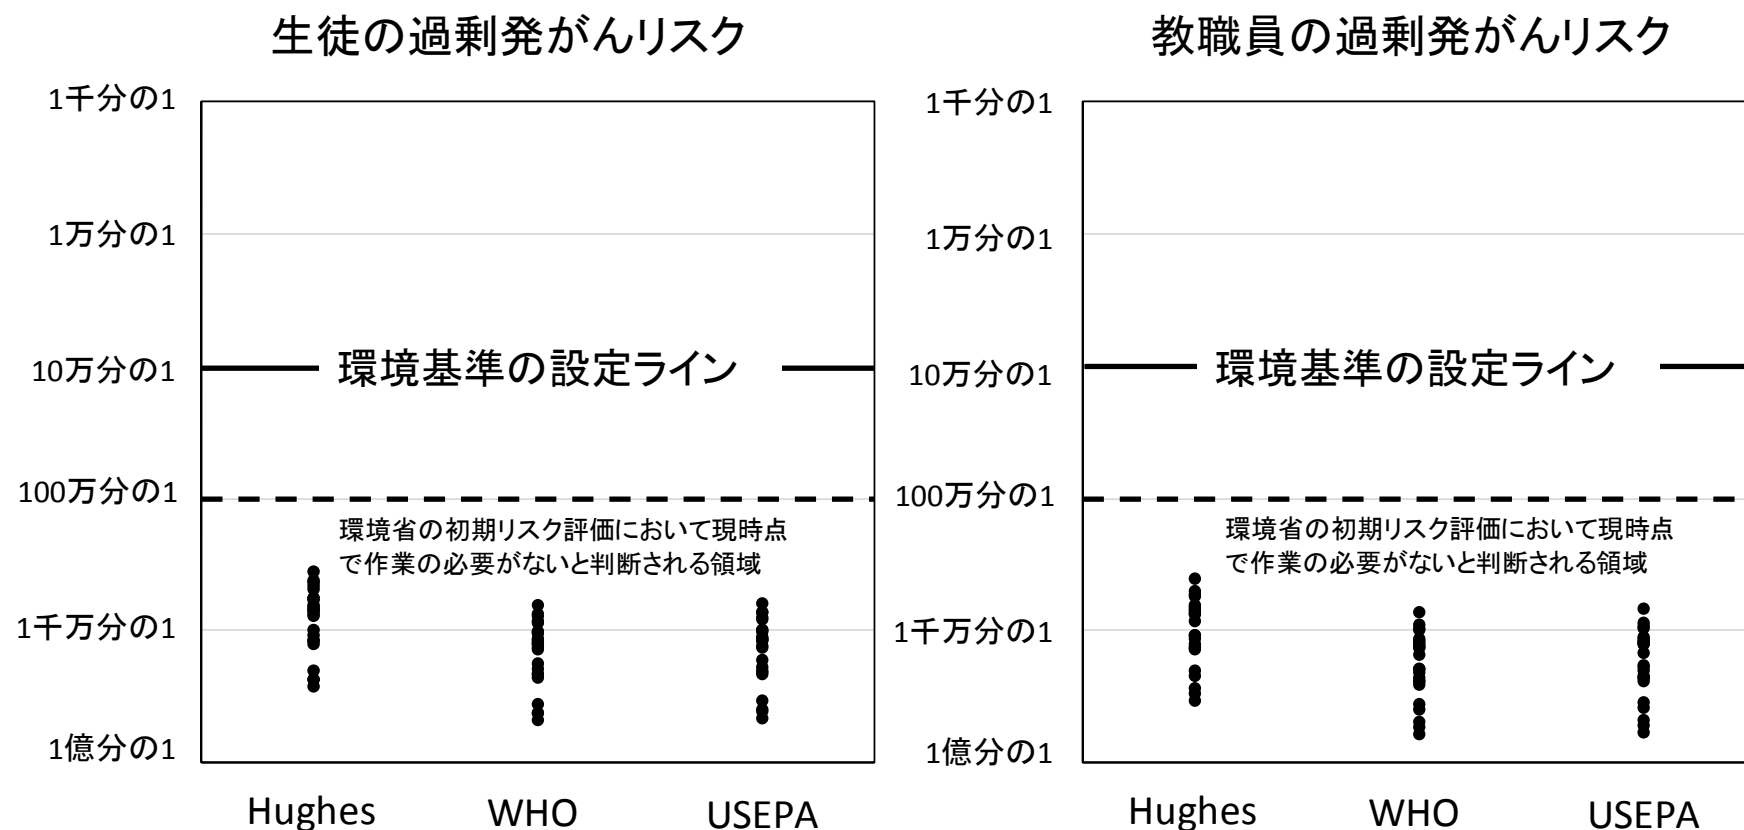 生徒の過剰発がんリスク
1千分の1
1万分の1
10万分の1
100万分の1
1千万分の1
1億分の1
環境基準の設定ライン
環境省の初期リスク評価において現時点
で作業の必要がないと判断される領域
Hughes
WHO
USEPA
教職員の過剰発がんリスク
1千分の1
1万分の1
10万分の1
100万分の1
1千万分の1
1億分の1
環境基準の設定ライン
環境省の初期リスク評価において現時点
で作業の必要がないと判断される領域
Hughes
WHO
USEPA